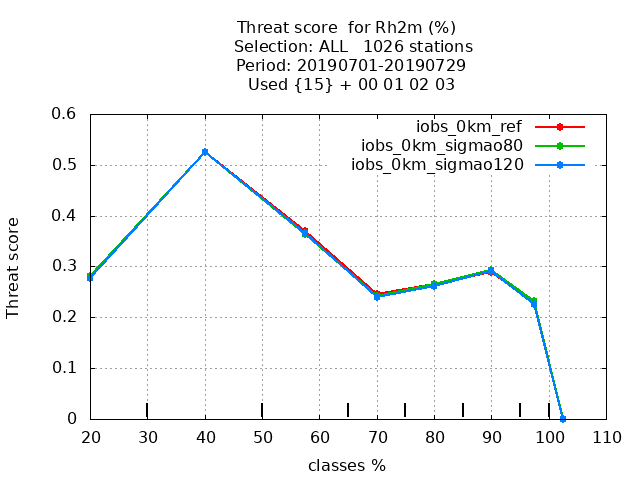 Threat score  for Rh2m (%)
Selection: ALL   1026 stations
Period: 20190701-20190729
Used {15} + 00 01 02 03
iobs_0km_ref
iobs_0km_sigmao80
iobs_0km_sigmao120
Threat score
0.6
0.5
0.4
0.3
0.2
0.1
0
20 30 40 50 60 70 80 90 100 110
classes %